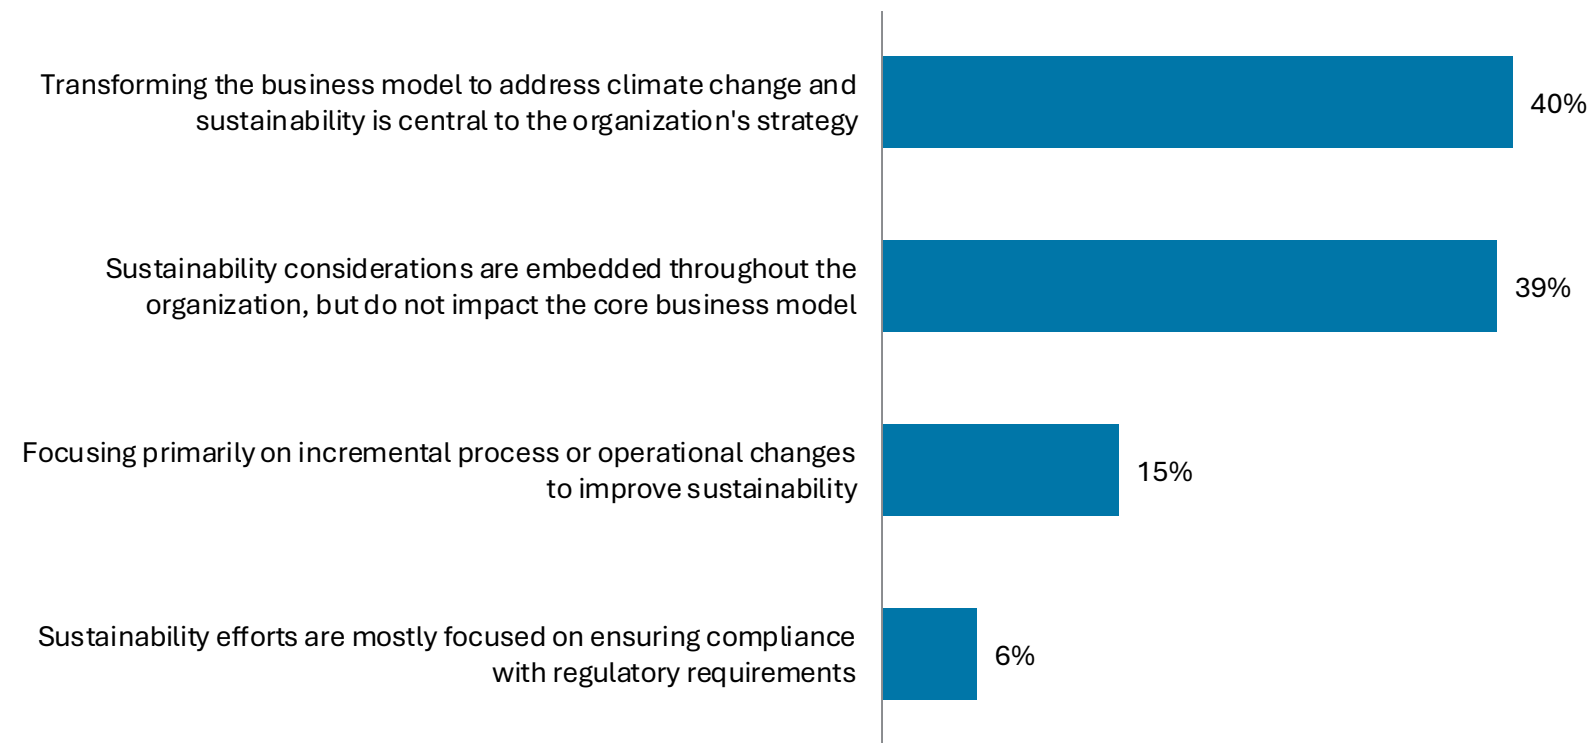 Transforming the business model to address climate change and
sustainability is central to the organization's strategy
40%
Sustainability considerations are embedded throughout the
organization, but do not impact the core business model
39%
Focusing primarily on incremental process or operational changes
to improve sustainability
15%
Sustainability efforts are mostly focused on ensuring compliance
with regulatory requirements
6%